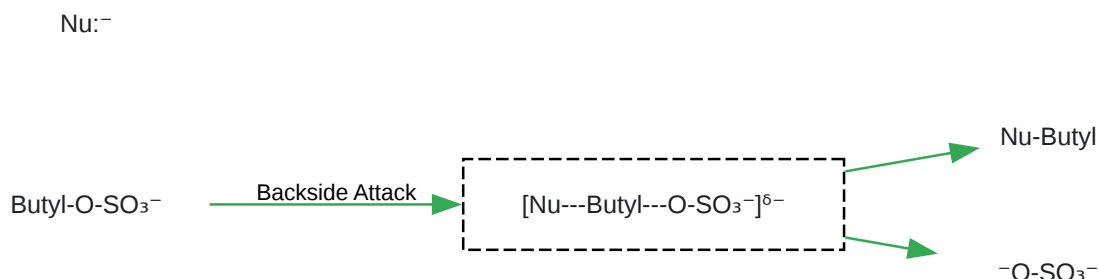 Nu:⁻
Nu-Butyl
Backside Attack
Butyl-O-SO₃⁻
[Nu---Butyl---O-SO₃⁻]ᵟ⁻
⁻O-SO₃⁻